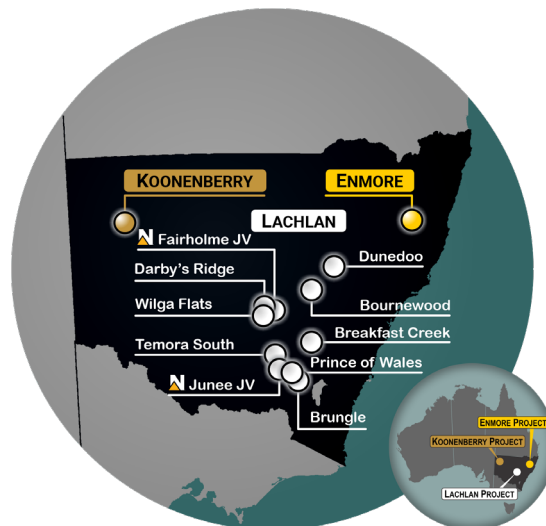 KOONENBERRY
ENMORE
LACHLAN
Fairholme JV
Darby's Ridge
Dunedoo
Wilga Flats
Bournewood
Temora South
Breakfast Creek
Prince of Wales
Junee JV
Brungle
ENMORE PROJECT
KOONENBERRY PROJECT
LACHLAN PROJECT